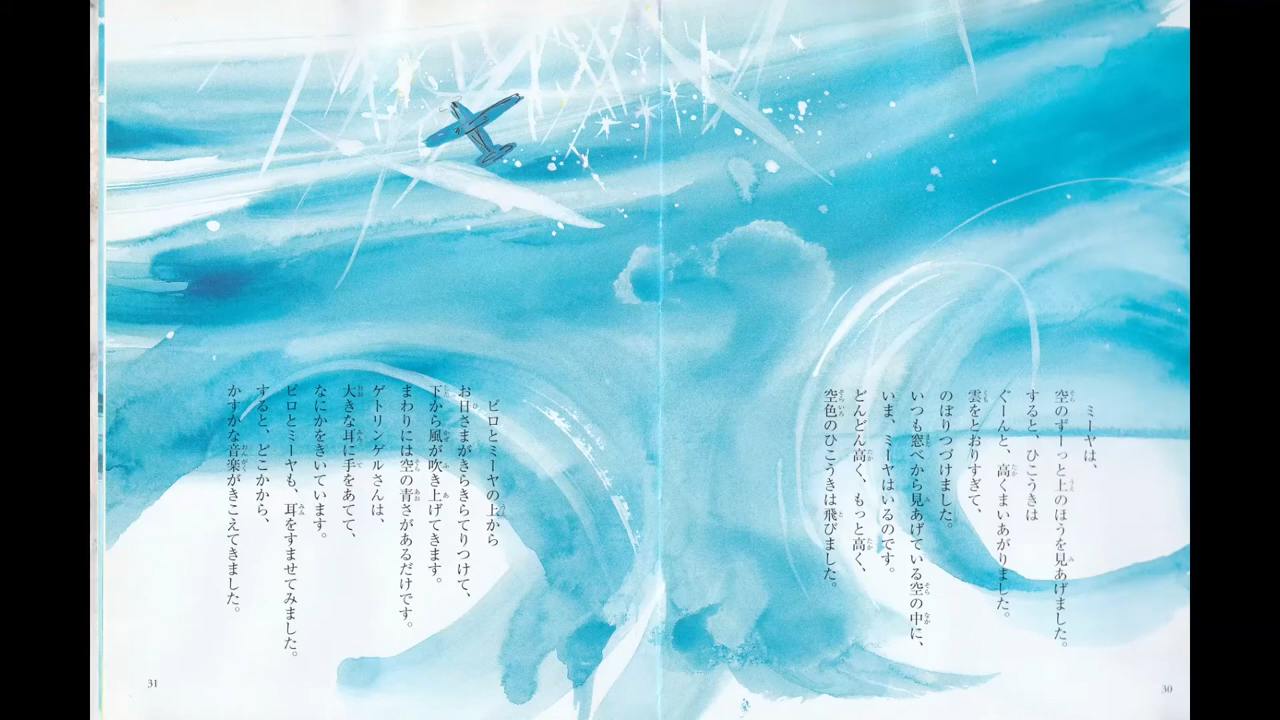 ミーヤは、
空のずーっと上のほうを見あげました。
すると、ひこうきは
ぐーんと、高くまいあがりました。
雲をとおりすぎて、
のぼりつづけました。
いつも窓べから見あげている空の中に、
いま、ミーヤはいるのです。
どんどん高く、もっと高く、
空色のひこうきは飛びました。
30
ピロとミーヤの上から
お日さまがきらきらてりつけて、
下から風が吹き上げてきます。
まわりには空の青さがあるだけです。
ゲトリンゲルさんは、
大きな耳に手をあてて、
なにかをきいています。
ピロとミーヤも、耳をすませてみました。
すると、どこかから、
かすかな音楽がきこえてきました。
31